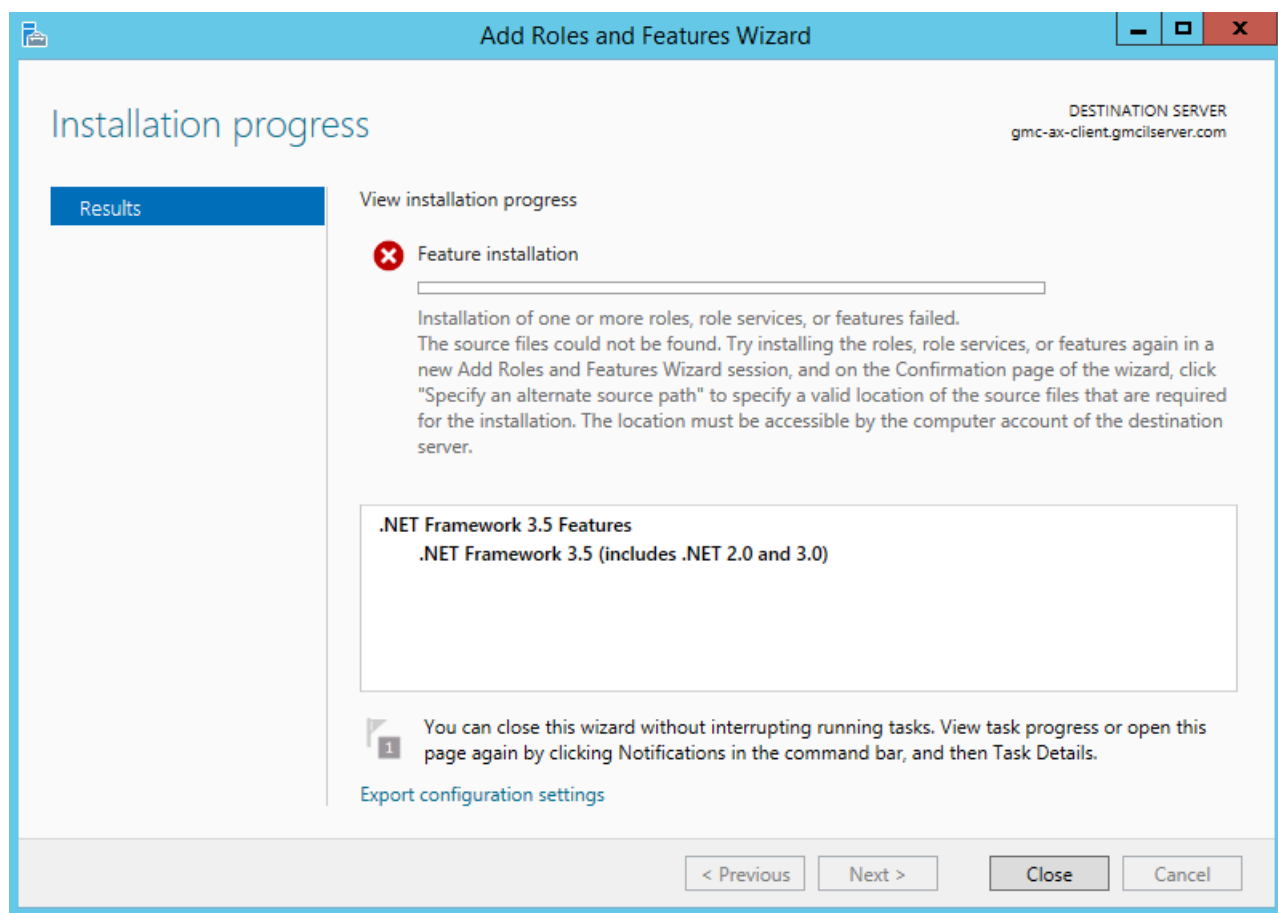 Add Roles and Features Wizard
Installation progress
DESTINATION SERVER
gmc-ax-client.gmcilserver.com
Results
View installation progress
Feature installation
Installation of one or more roles, role services, or features failed.
The source files could not be found. Try installing the roles, role services, or features again in a
new Add Roles and Features Wizard session, and on the Confirmation page of the wizard, click
"Specify an alternate source path" to specify a valid location of the source files that are required
for the installation. The location must be accessible by the computer account of the destination
server.
.NET Framework 3.5 Features
.NET Framework 3.5 (includes .NET 2.0 and 3.0)
1
You can close this wizard without interrupting running tasks. View task progress or open this
page again by clicking Notifications in the command bar, and then Task Details.
Export configuration settings
< Previous
Next >
Close
Cancel